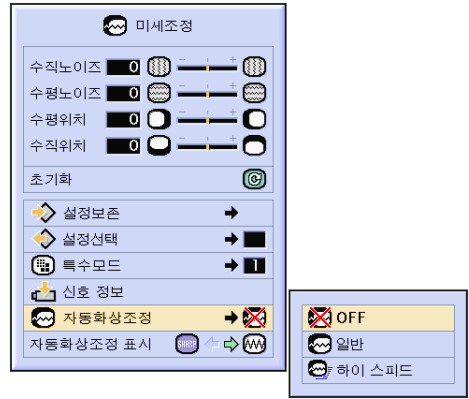 미세조정
수직노이즈 0 - +
수평노이즈 0 - +
수평위치 0 - +
수직위치 0 - +
초기화
설정보존
설정선택
특수모드 1
신호 정보
자동화상조정
자동화상조정 표시 SHARP
OFF
일반
하이 스피드